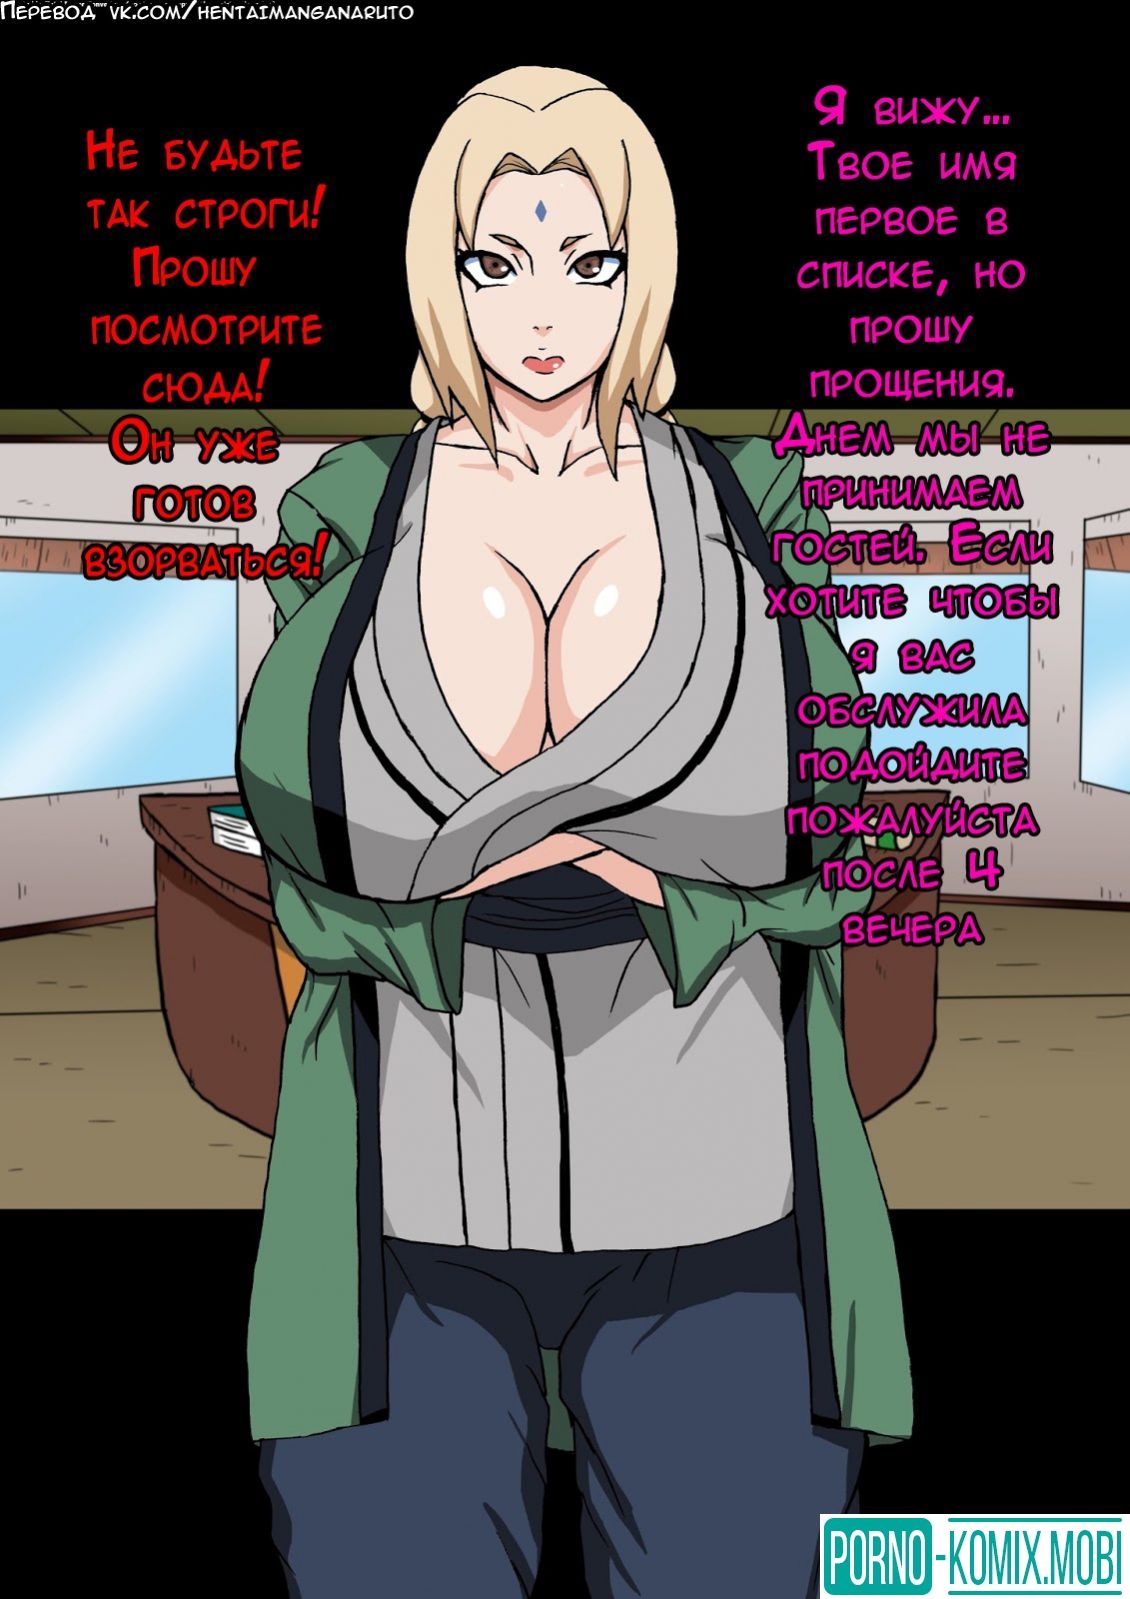 Перевод vk.com/hentaimanganaruto
Не будьте
так строги!
Прошу
посмотрите
сюда!
Он уже
готов
взорваться!
Я вижу...
Твое имя
первое в
списке, но
прошу
прощения.
Днем мы не
принимаем
гостей. Если
хотите чтобы
я вас
обслужила
подойдите
пожалуйста
после 4
вечера
PORNO-KOMIX.MOBI